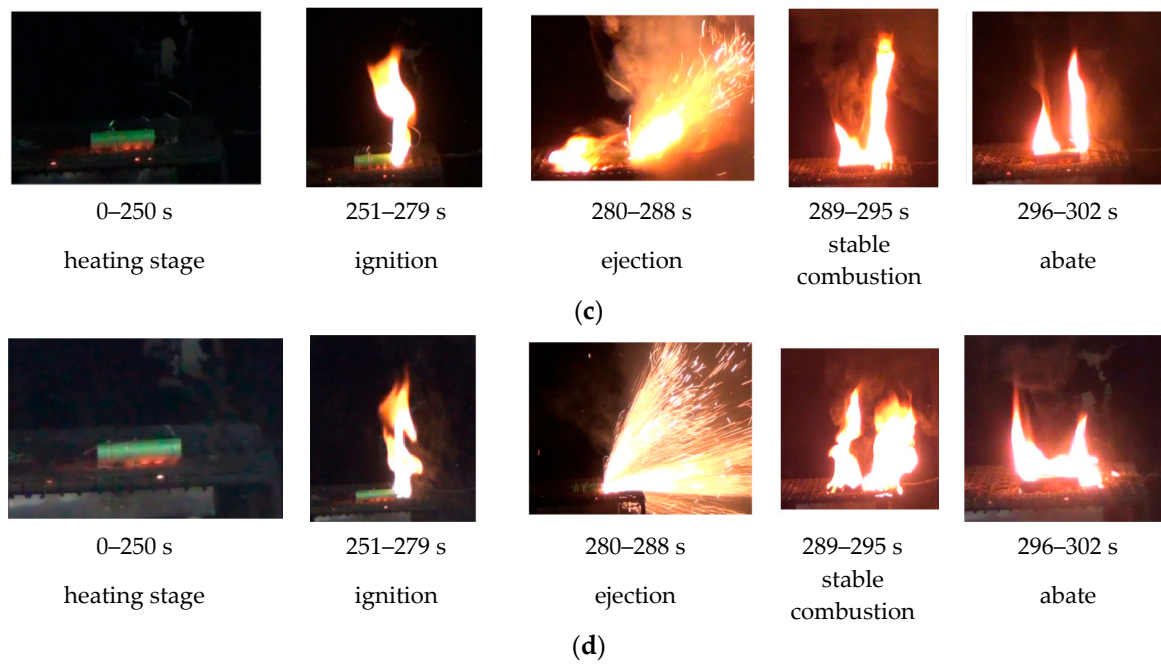 0–250 s 251–279 s 280–288 s 289–295 s 296–302 s
heating stage ignition ejection stable combustion abate
(c)
0–250 s 251–279 s 280–288 s 289–295 s 296–302 s
heating stage ignition ejection stable combustion abate
(d)